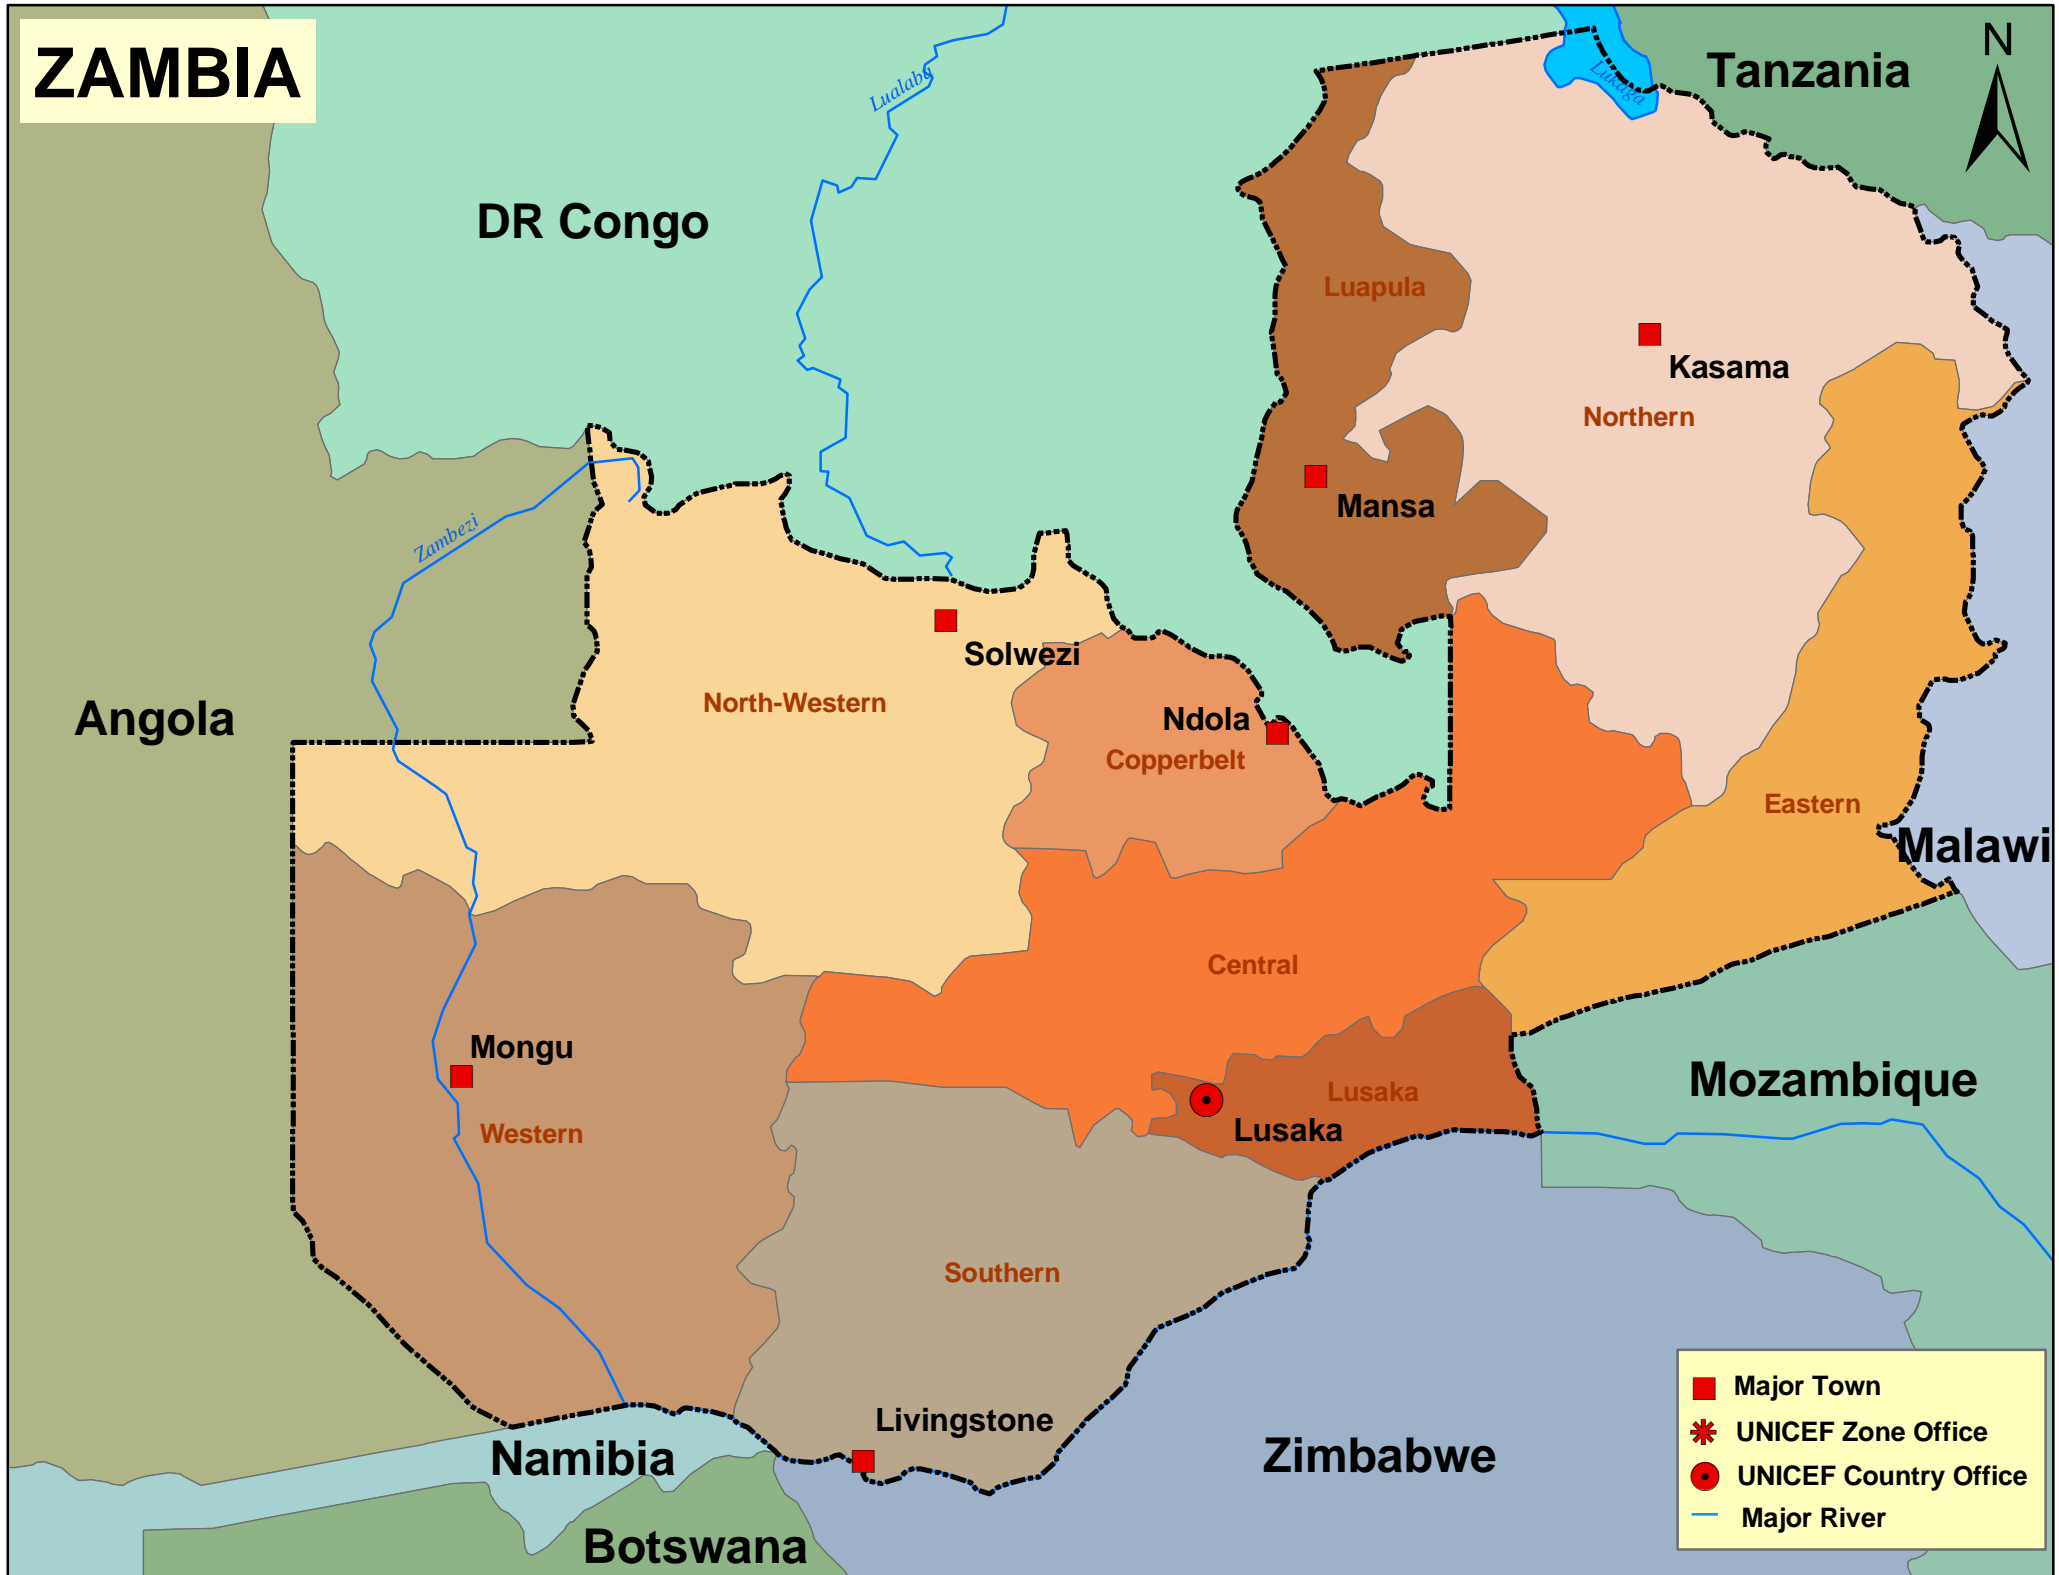 ZAMBIA
N
Tanzania
Lukaga
Lualaba
DR Congo
Luapula
Kasama
Northern
Mansa
Zambezi
Solwezi
North-Western
Angola
Ndola
Copperbelt
Eastern
Malawi
Central
Mongu
Western
Lusaka
Lusaka
Mozambique
Southern
Livingstone
Namibia
Zimbabwe
Botswana
Major Town
UNICEF Zone Office
UNICEF Country Office
Major River